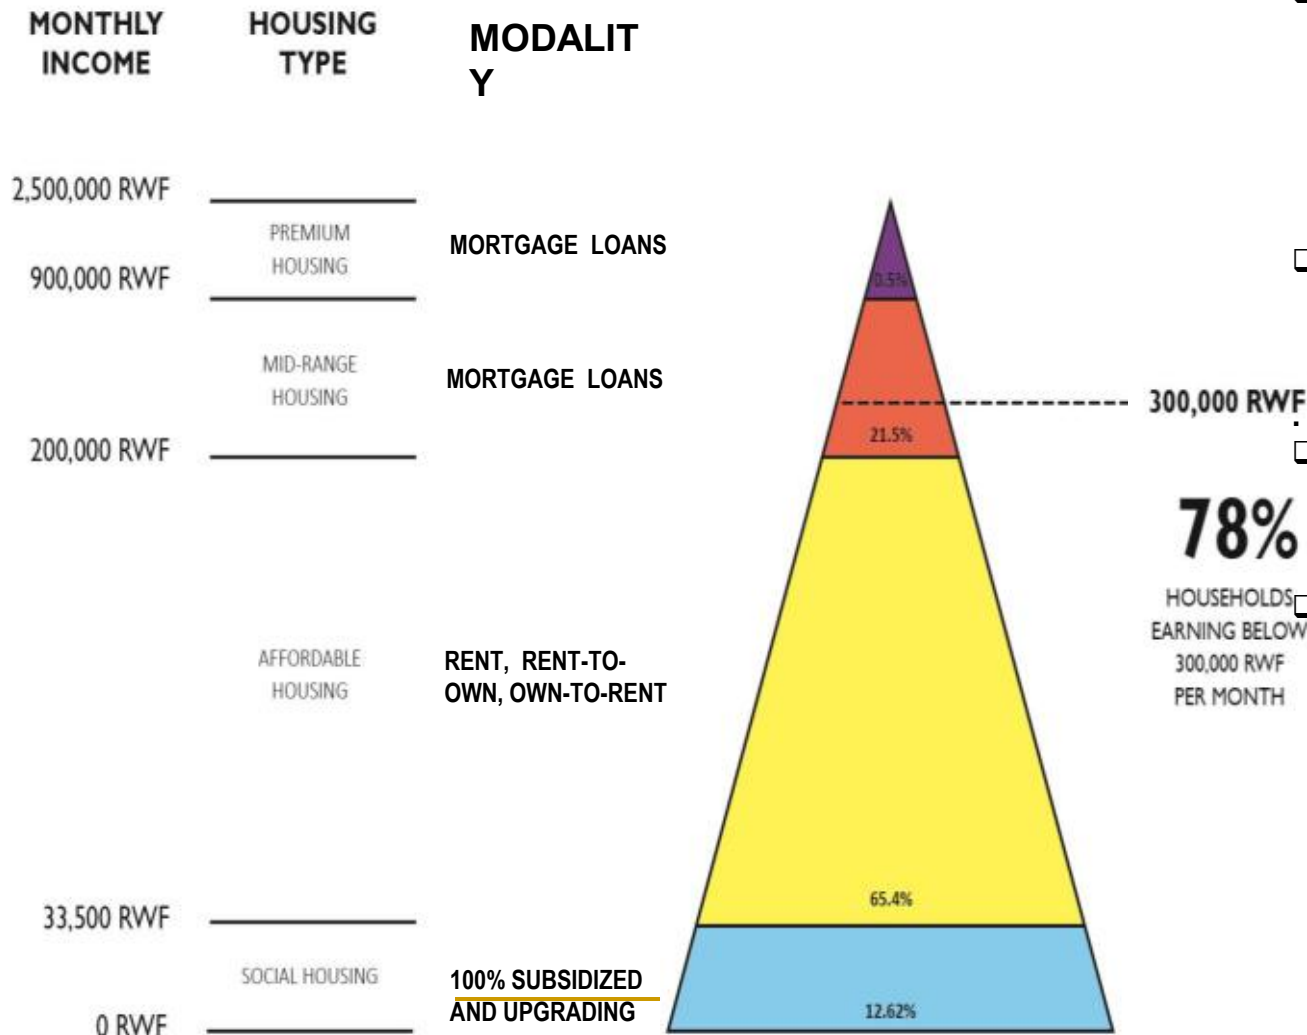 MONTHLY
INCOME
HOUSING
TYPE
MODALIT
Y
2,500,000 RWF
PREMIUM
HOUSING
MORTGAGE LOANS
900,000 RWF
0.5%
MID-RANGE
HOUSING
MORTGAGE LOANS
300,000 RWF
21.5%
200,000 RWF
78%
HOUSEHOLDS
EARNING BELOW
300,000 RWF
PER MONTH
AFFORDABLE
HOUSING
RENT, RENT-TO-
OWN, OWN-TO-RENT
65.4%
33,500 RWF
SOCIAL HOUSING
100% SUBSIDIZED
AND UPGRADING
12.62%
0 RWF